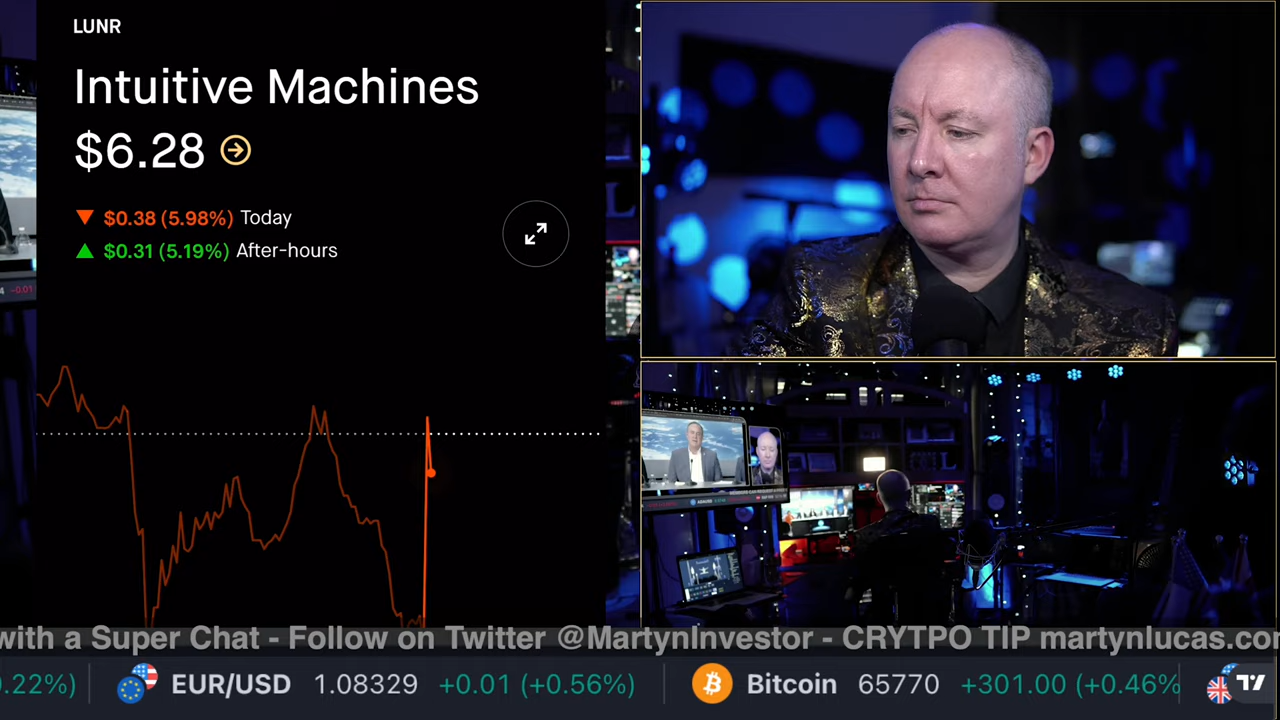 LUNR
Intuitive Machines
$6.28
$0.38 (5.98%) Today
$0.31 (5.19%) After-hours
with a Super Chat - Follow on Twitter @MartynInvestor - CRYTPO TIP martynlucas.co
0.22%) EUR/USD 1.08329 +0.01 (+0.56%) Bitcoin 65770 +301.00 (+0.46%